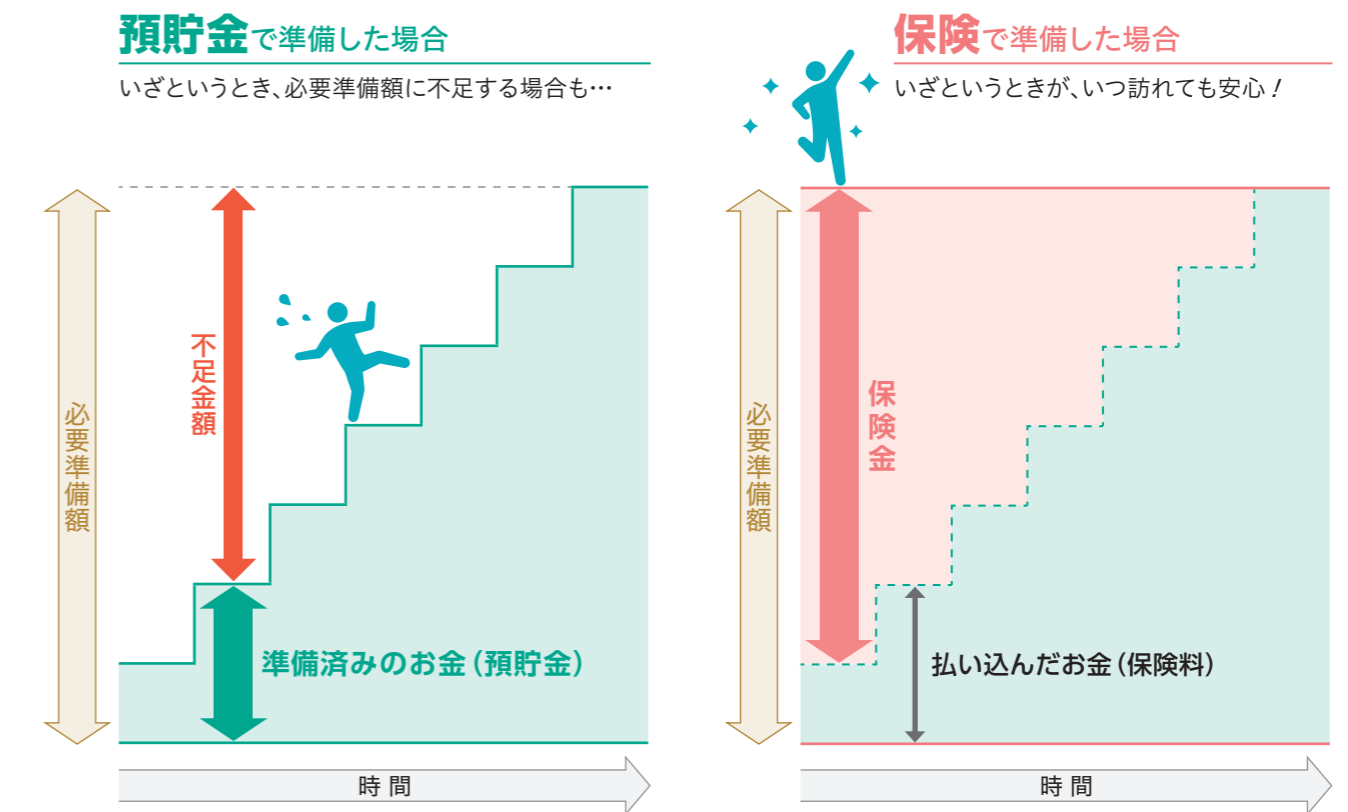 預貯金で準備した場合
いざというとき、必要準備額に不足する場合も…
必要準備額
不足金額
準備済みのお金（預貯金）
時間
保険で準備した場合
いざというときが、いつ訪れても安心！
必要準備額
保険金
払い込んだお金（保険料）
時間